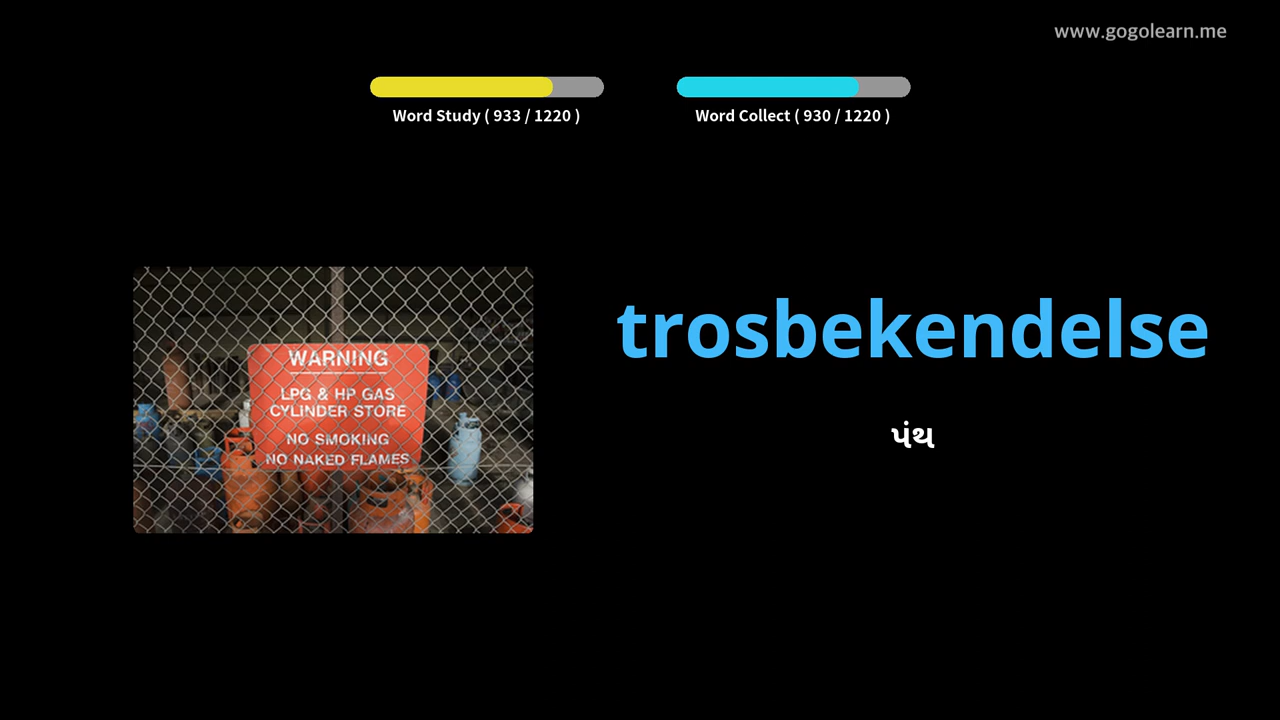 www.gogolearn.me
Word Study ( 933 / 1220 )
Word Collect ( 930 / 1220 )
WARNING
LPG & HP GAS
CYLINDER STORE
NO SMOKING
NO NAKED FLAMES
trosbekendelse
પંથ